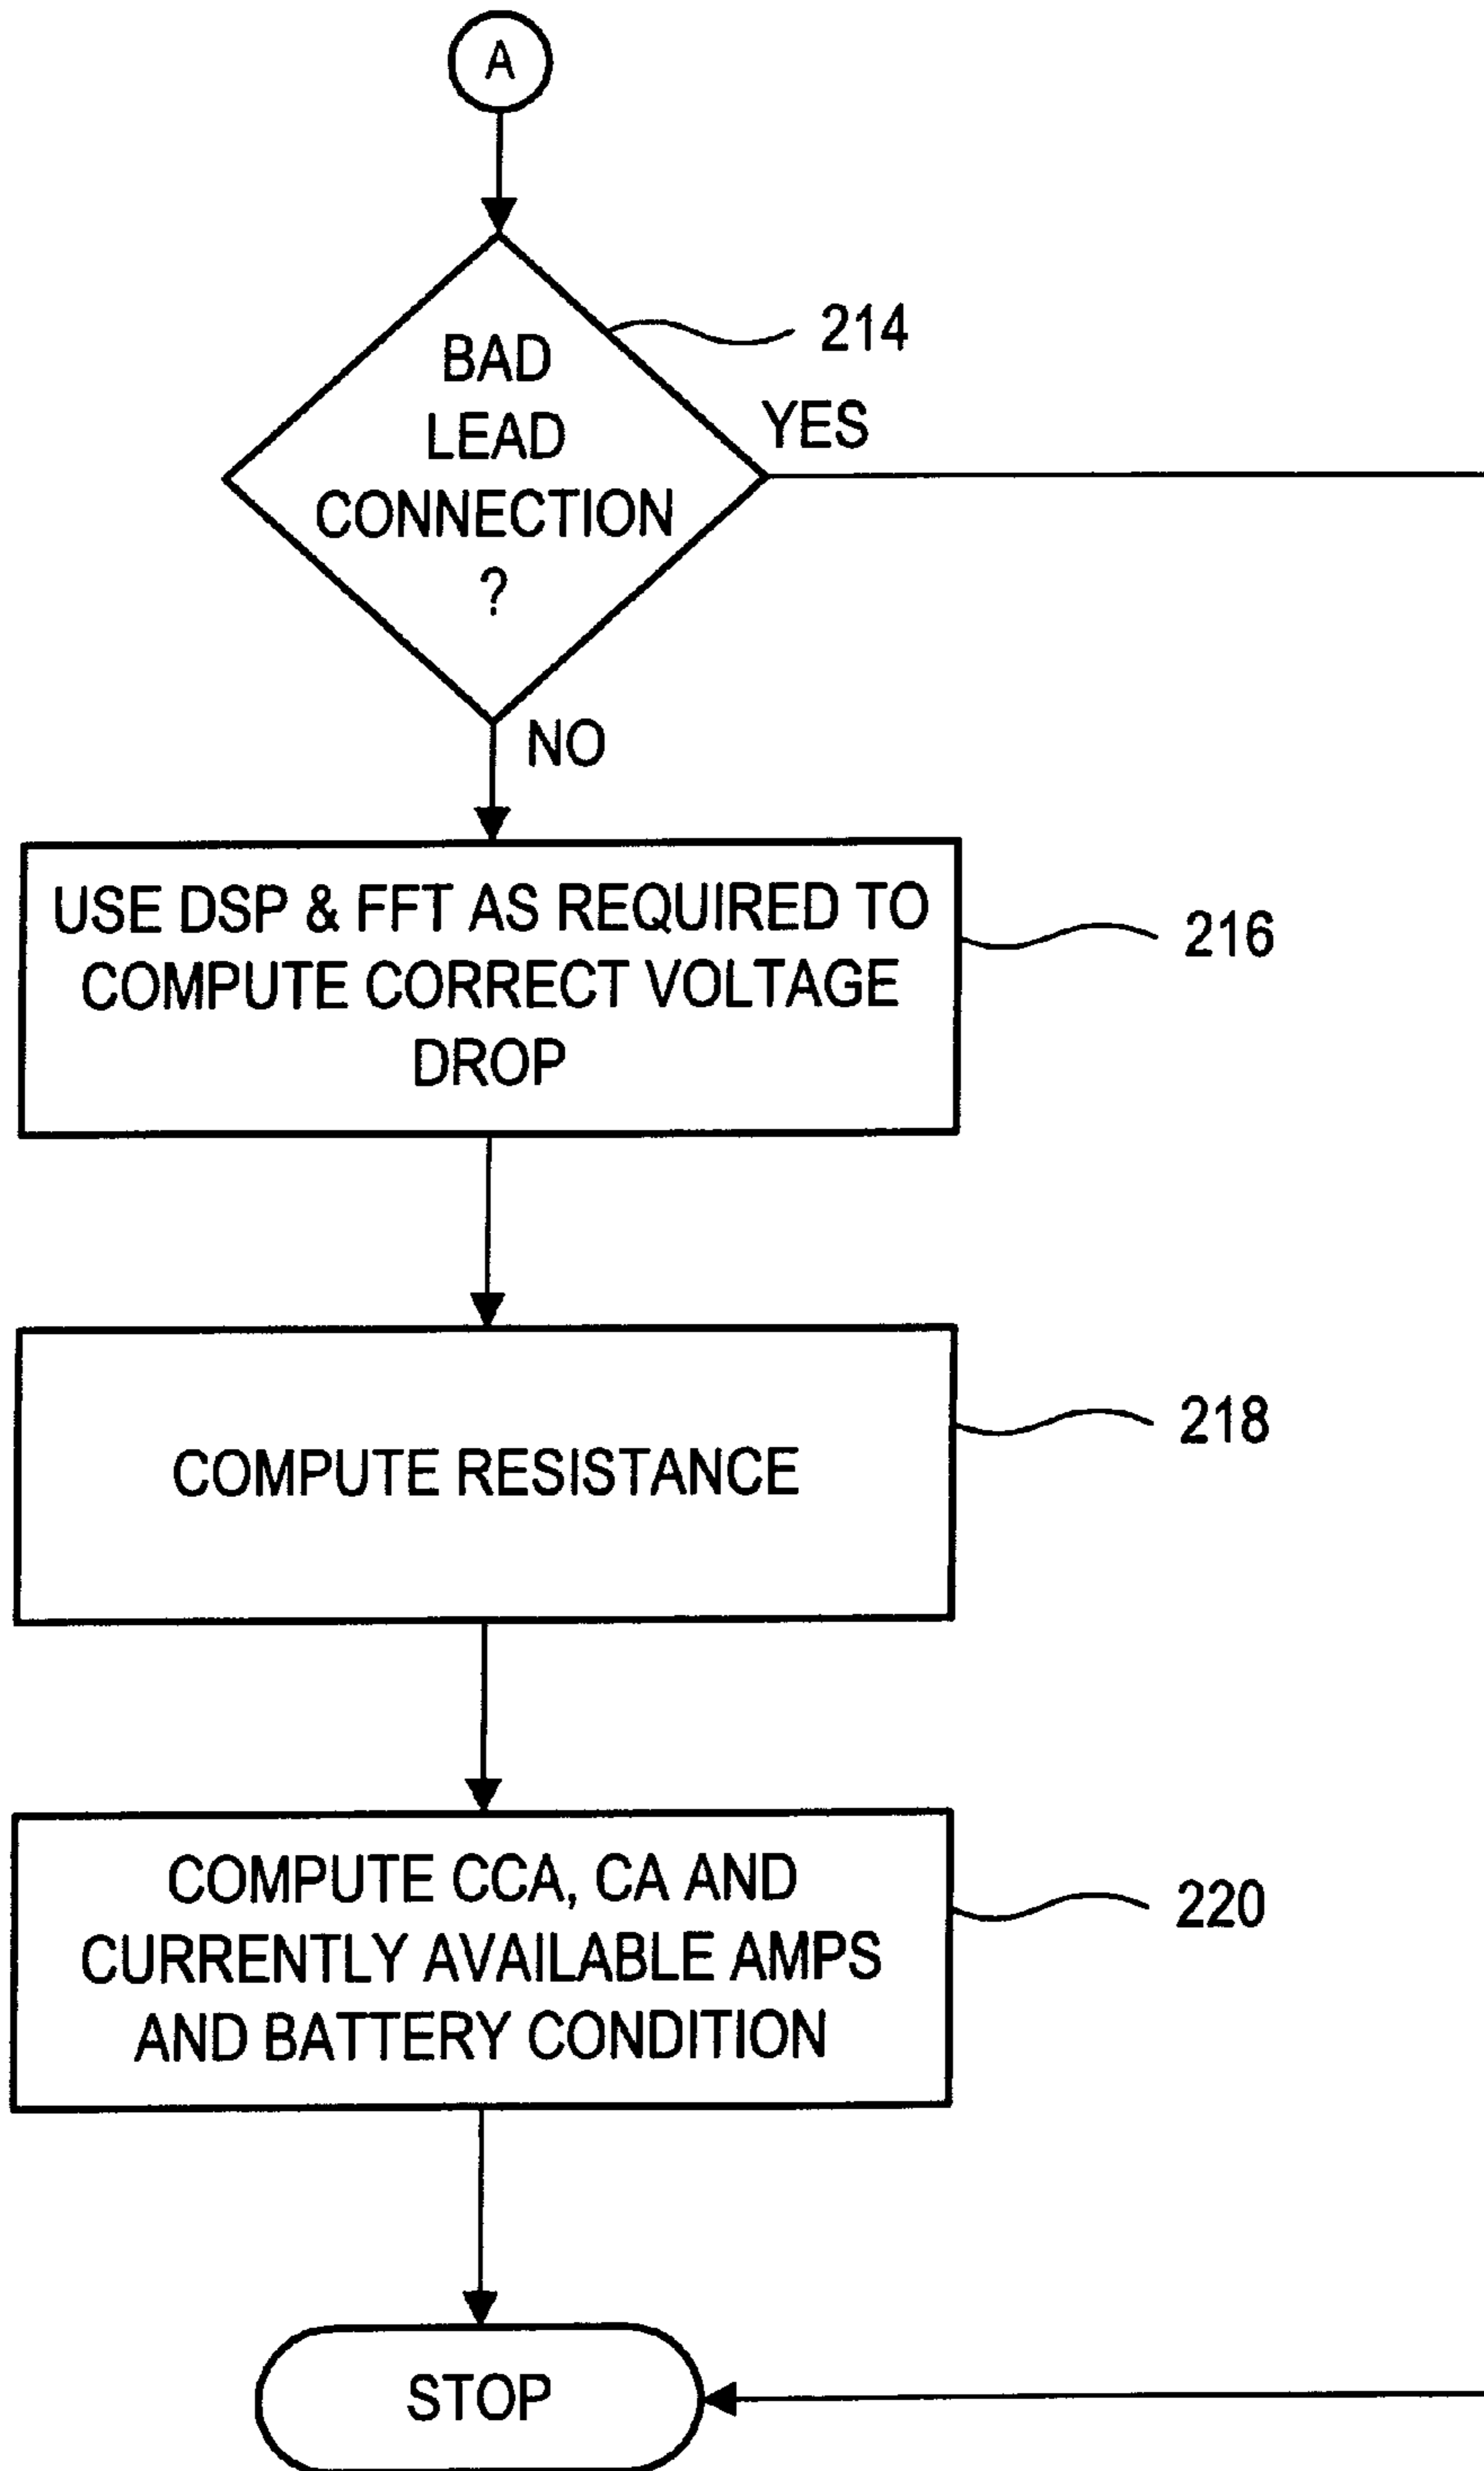 A
BAD
LEAD
CONNECTION
?
214
YES
NO
USE DSP & FFT AS REQUIRED TO
COMPUTE CORRECT VOLTAGE
DROP
216
COMPUTE RESISTANCE
218
COMPUTE CCA, CA AND
CURRENTLY AVAILABLE AMPS
AND BATTERY CONDITION
220
STOP